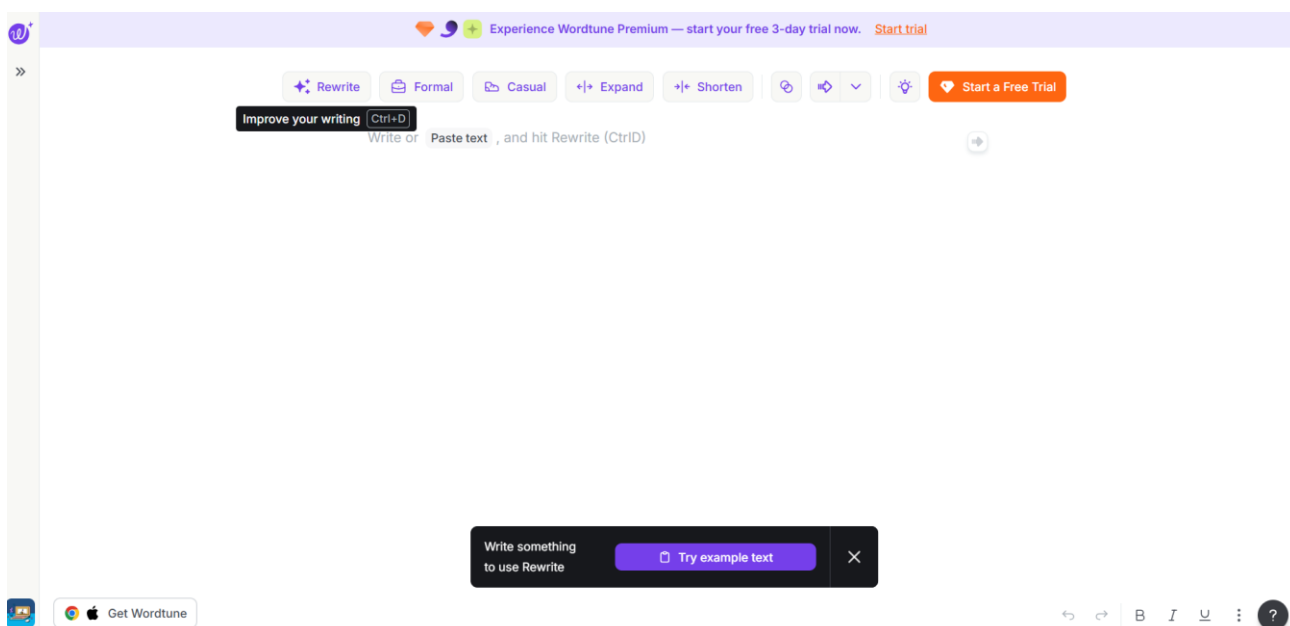 Experience Wordtune Premium — start your free 3-day trial now. Start trial
Rewrite Formal Casual Expand Shorten Start a Free Trial
Improve your writing Ctrl+D
Write or Paste text , and hit Rewrite (CtrlD)
Write something
to use Rewrite
Try example text
Get Wordtune
B I U ?